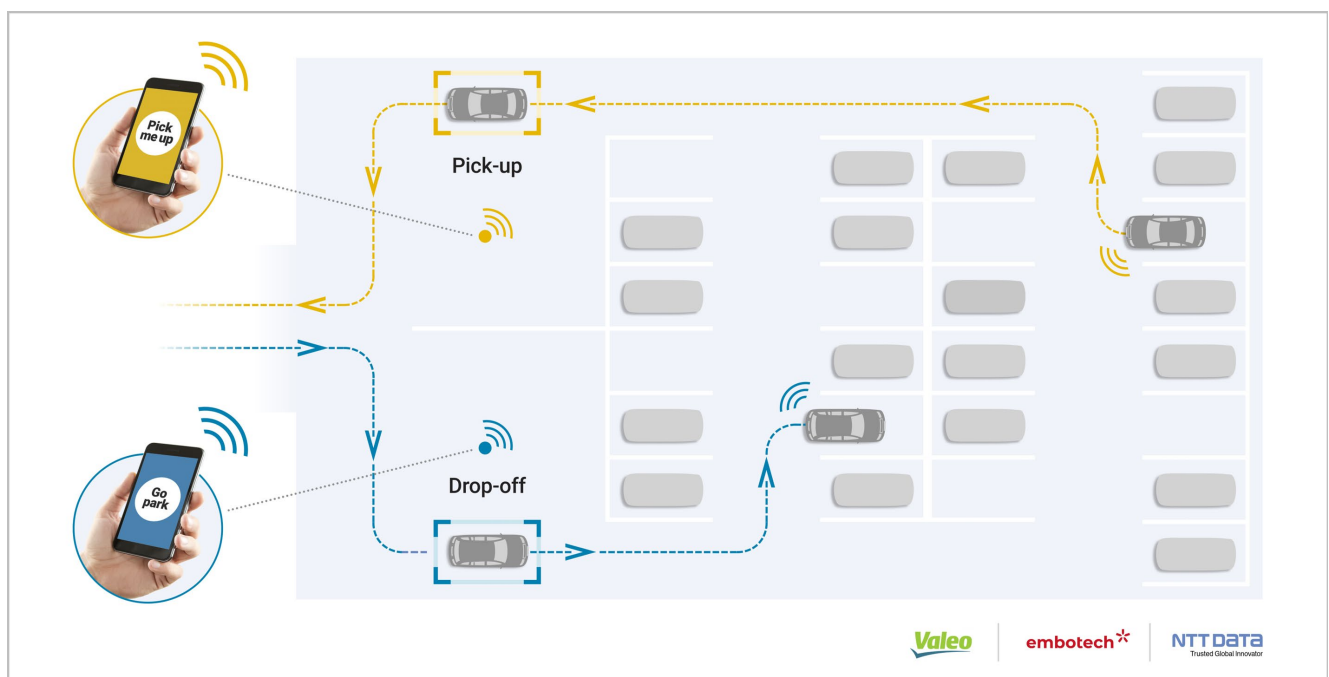 Pick
me up
Pick-up
Go
park
Drop-off
Valeo
embotech
NTT DATA
Trusted Global Innovator